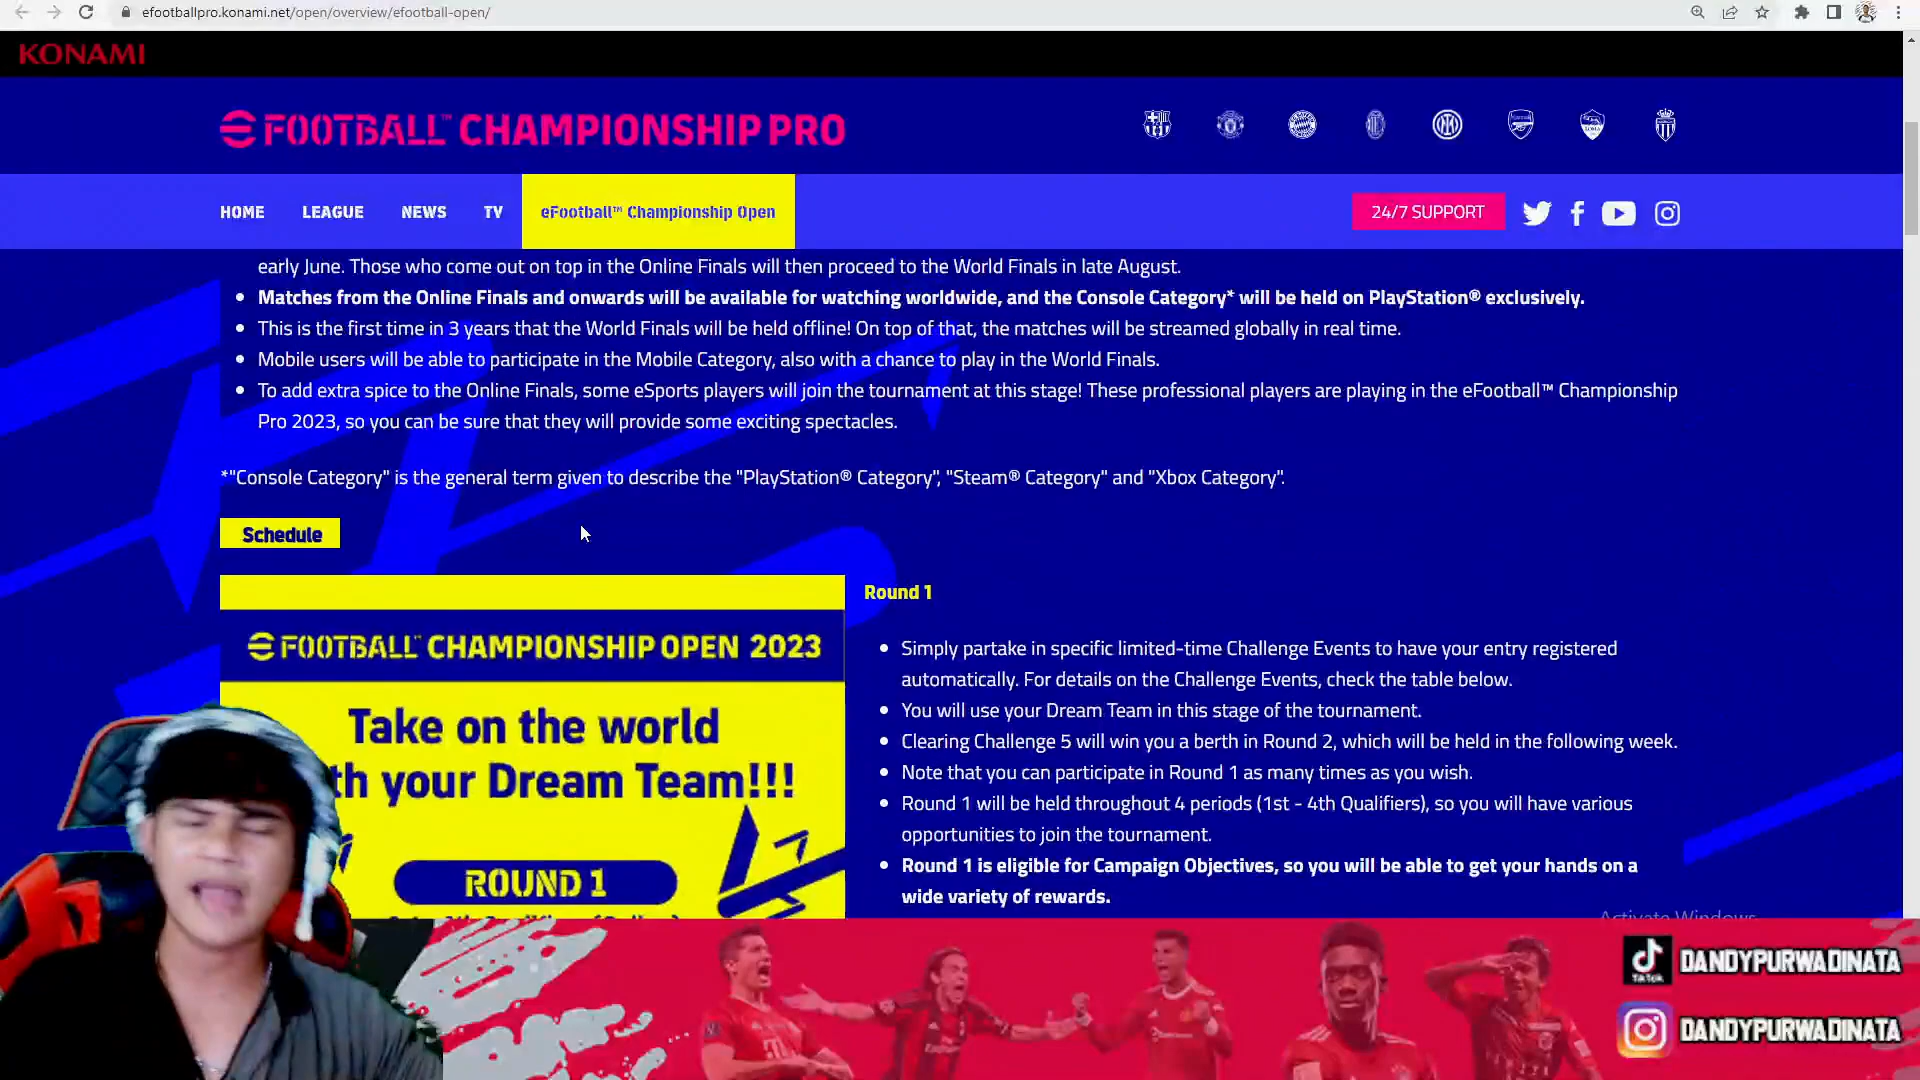 efootballpro.konami.net/open/overview/efootball-open/
KONAMI
FOOTBALL™ CHAMPIONSHIP PRO
HOME
LEAGUE
NEWS
TV
eFootball™ Championship Open
24/7 SUPPORT
early June. Those who come out on top in the Online Finals will then proceed to the World Finals in late August.
Matches from the Online Finals and onwards will be available for watching worldwide, and the Console Category* will be held on PlayStation® exclusively.
This is the first time in 3 years that the World Finals will be held offline! On top of that, the matches will be streamed globally in real time.
Mobile users will be able to participate in the Mobile Category, also with a chance to play in the World Finals.
To add extra spice to the Online Finals, some eSports players will join the tournament at this stage! These professional players are playing in the eFootball™ Championship
Pro 2023, so you can be sure that they will provide some exciting spectacles.
*"Console Category" is the general term given to describe the "PlayStation® Category", "Steam® Category" and "Xbox Category".
Schedule
FOOTBALL™ CHAMPIONSHIP OPEN 2023
Take on the world
th your Dream Team!!!
ROUND 1
Round 1
Simply partake in specific limited-time Challenge Events to have your entry registered
automatically. For details on the Challenge Events, check the table below.
You will use your Dream Team in this stage of the tournament.
Clearing Challenge 5 will win you a berth in Round 2, which will be held in the following week.
Note that you can participate in Round 1 as many times as you wish.
Round 1 will be held throughout 4 periods (1st - 4th Qualifiers), so you will have various
opportunities to join the tournament.
Round 1 is eligible for Campaign Objectives, so you will be able to get your hands on a
wide variety of rewards.
Activate Windows
TikTok
DANDYPURWADINATA
DANDYPURWADINATA